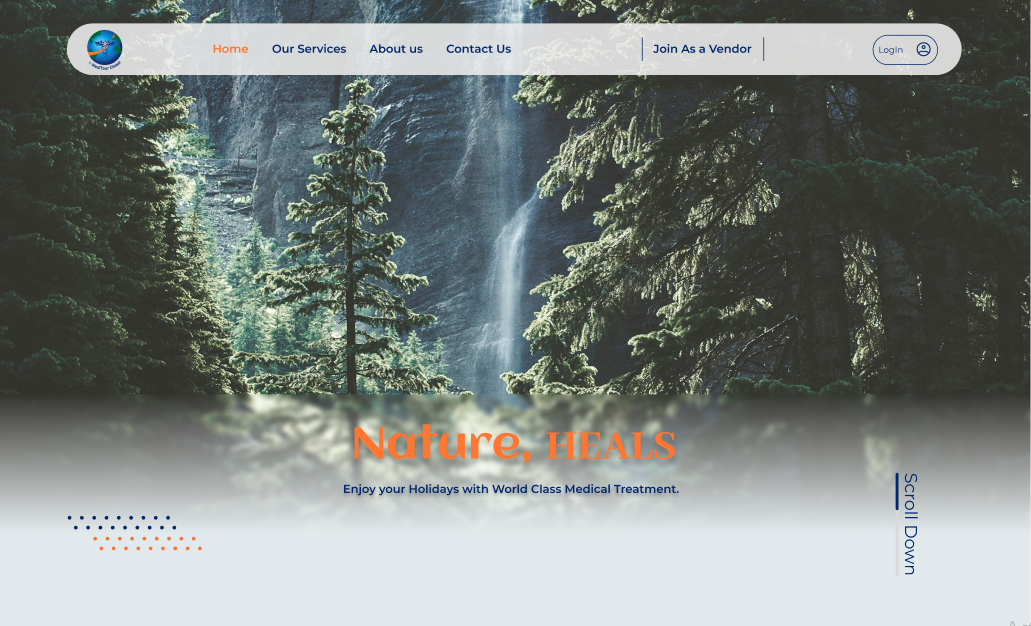 Home
Our Services
About us
Contact Us
Join As a Vendor
LogIn
Nature, HEALS
Enjoy your Holidays with World Class Medical Treatment.
Scroll Down